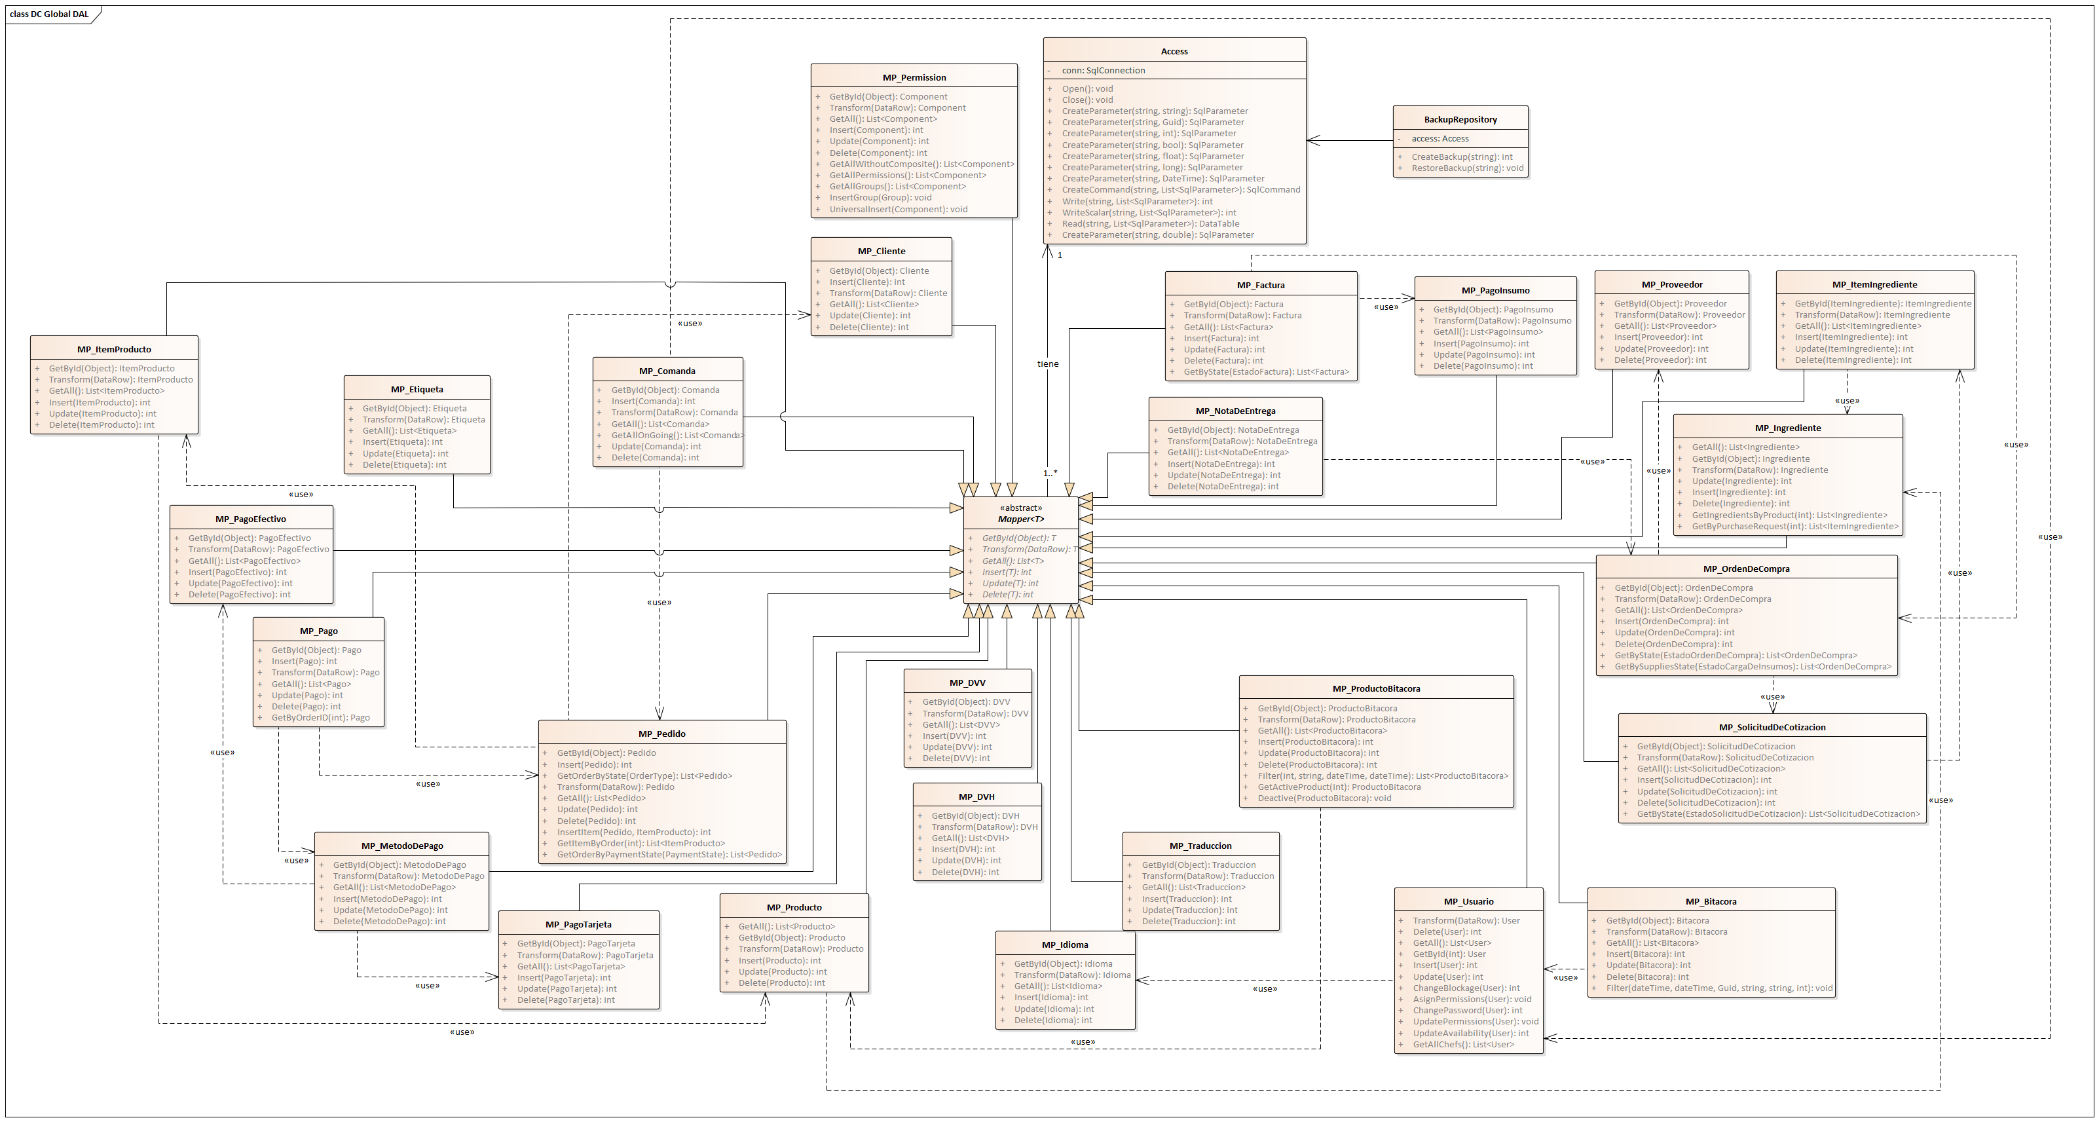 class DC Global DAL
Access
- conn: SqlConnection
+ Open(): void
+ Close(): void
+ CreateParameter(string, string): SqlParameter
+ CreateParameter(string, Guid): SqlParameter
+ CreateParameter(string, int): SqlParameter
+ CreateParameter(string, bool): SqlParameter
+ CreateParameter(string, float): SqlParameter
+ CreateParameter(string, long): SqlParameter
+ CreateParameter(string, DateTime): SqlParameter
+ CreateCommand(string, List<SqlParameter>): SqlCommand
+ Write(string, List<SqlParameter>): int
+ WriteScalar(string, List<SqlParameter>): int
+ Read(string, List<SqlParameter>): DataTable
+ CreateParameter(string, double): SqlParameter
MP_Permission
+ GetById(Object): Component
+ Transform(DataRow): Component
+ GetAll(): List<Component>
+ Insert(Component): int
+ Update(Component): int
+ Delete(Component): int
+ GetAllWithoutComposite(): List<Component>
+ GetAllPermissions(): List<Component>
+ GetAllGroups(): List<Component>
+ InsertGroup(Group): void
+ UniversalInsert(Component): void
BackupRepository
- access: Access
+ CreateBackup(string): int
+ RestoreBackup(string): void
MP_Cliente
+ GetById(Object): Cliente
+ Insert(Cliente): int
+ Transform(DataRow): Cliente
+ GetAll(): List<Cliente>
+ Update(Cliente): int
+ Delete(Cliente): int
1
tiene
1..*
«use»
MP_Factura
+ GetById(Object): Factura
+ Transform(DataRow): Factura
+ GetAll(): List<Factura>
+ Insert(Factura): int
+ Update(Factura): int
+ Delete(Factura): int
+ GetByState(EstadoFactura): List<Factura>
«use»
MP_PagoInsumo
+ GetById(Object): PagoInsumo
+ Transform(DataRow): PagoInsumo
+ GetAll(): List<PagoInsumo>
+ Insert(PagoInsumo): int
+ Update(PagoInsumo): int
+ Delete(PagoInsumo): int
MP_Proveedor
+ GetById(Object): Proveedor
+ Transform(DataRow): Proveedor
+ GetAll(): List<Proveedor>
+ Insert(Proveedor): int
+ Update(Proveedor): int
+ Delete(Proveedor): int
MP_ItemIngrediente
+ GetById(ItemIngrediente): ItemIngrediente
+ Transform(DataRow): ItemIngrediente
+ GetAll(): List<ItemIngrediente>
+ Insert(ItemIngrediente): int
+ Update(ItemIngrediente): int
+ Delete(ItemIngrediente): int
«use»
«use»
MP_ItemProducto
+ GetById(Object): ItemProducto
+ Transform(DataRow): ItemProducto
+ GetAll(): List<ItemProducto>
+ Insert(ItemProducto): int
+ Update(ItemProducto): int
+ Delete(ItemProducto): int
MP_Etiqueta
+ GetById(Object): Etiqueta
+ Transform(DataRow): Etiqueta
+ GetAll(): List<Etiqueta>
+ Insert(Etiqueta): int
+ Update(Etiqueta): int
+ Delete(Etiqueta): int
MP_Comanda
+ GetById(Object): Comanda
+ Insert(Comanda): int
+ Transform(DataRow): Comanda
+ GetAll(): List<Comanda>
+ GetAllOnGoing(): List<Comanda>
+ Update(Comanda): int
+ Delete(Comanda): int
MP_NotaDeEntrega
+ GetById(Object): NotaDeEntrega
+ Transform(DataRow): NotaDeEntrega
+ GetAll(): List<NotaDeEntrega>
+ Insert(NotaDeEntrega): int
+ Update(NotaDeEntrega): int
+ Delete(NotaDeEntrega): int
«use»
«use»
MP_Ingrediente
+ GetAll(): List<Ingrediente>
+ GetById(Object): Ingrediente
+ Transform(DataRow): Ingrediente
+ Update(Ingrediente): int
+ Insert(Ingrediente): int
+ Delete(Ingrediente): int
+ GetIngredientsByProduct(int): List<Ingrediente>
+ GetByPurchaseRequest(int): List<ItemIngrediente>
«use»
«use»
«use»
MP_PagoEfectivo
+ GetById(Object): PagoEfectivo
+ Transform(DataRow): PagoEfectivo
+ GetAll(): List<PagoEfectivo>
+ Insert(PagoEfectivo): int
+ Update(PagoEfectivo): int
+ Delete(PagoEfectivo): int
«abstract»
Mapper<T>
+ GetById(Object): T
+ Transform(DataRow): T
+ GetAll(): List<T>
+ Insert(T): int
+ Update(T): int
+ Delete(T): int
MP_OrdenDeCompra
+ GetById(Object): OrdenDeCompra
+ Transform(DataRow): OrdenDeCompra
+ GetAll(): List<OrdenDeCompra>
+ Insert(OrdenDeCompra): int
+ Update(OrdenDeCompra): int
+ Delete(OrdenDeCompra): int
+ GetByState(EstadoOrdenDeCompra): List<OrdenDeCompra>
+ GetBySuppliesState(EstadoCargaDeInsumos): List<OrdenDeCompra>
«use»
«use»
MP_Pago
+ GetById(Object): Pago
+ Insert(Pago): int
+ Transform(DataRow): Pago
+ GetAll(): List<Pago>
+ Update(Pago): int
+ Delete(Pago): int
+ GetByOrderID(int): Pago
«use»
«use»
MP_Pedido
+ GetById(Object): Pedido
+ Insert(Pedido): int
+ GetOrderByState(OrderType): List<Pedido>
+ Transform(DataRow): Pedido
+ GetAll(): List<Pedido>
+ Update(Pedido): int
+ Delete(Pedido): int
+ InsertItem(Pedido, ItemProducto): int
+ GetItemByOrder(int): List<ItemProducto>
+ GetOrderByPaymentState(PaymentState): List<Pedido>
MP_DVV
+ GetById(Object): DVV
+ Transform(DataRow): DVV
+ GetAll(): List<DVV>
+ Insert(DVV): int
+ Update(DVV): int
+ Delete(DVV): int
MP_ProductoBitacora
+ GetById(Object): ProductoBitacora
+ Transform(DataRow): ProductoBitacora
+ GetAll(): List<ProductoBitacora>
+ Insert(ProductoBitacora): int
+ Update(ProductoBitacora): int
+ Delete(ProductoBitacora): int
+ Filter(int, string, dateTime, dateTime): List<ProductoBitacora>
+ GetActiveProduct(int): ProductoBitacora
+ Deactive(ProductoBitacora): void
MP_SolicitudDeCotizacion
+ GetById(Object): SolicitudDeCotizacion
+ Transform(DataRow): SolicitudDeCotizacion
+ GetAll(): List<SolicitudDeCotizacion>
+ Insert(SolicitudDeCotizacion): int
+ Update(SolicitudDeCotizacion): int
+ Delete(SolicitudDeCotizacion): int
+ GetByState(EstadoSolicitudDeCotizacion): List<SolicitudDeCotizacion>
«use»
MP_DVH
+ GetById(Object): DVH
+ Transform(DataRow): DVH
+ GetAll(): List<DVH>
+ Insert(DVH): int
+ Update(DVH): int
+ Delete(DVH): int
«use»
MP_MetodoDePago
+ GetById(Object): MetodoDePago
+ Transform(DataRow): MetodoDePago
+ GetAll(): List<MetodoDePago>
+ Insert(MetodoDePago): int
+ Update(MetodoDePago): int
+ Delete(MetodoDePago): int
MP_Traduccion
+ GetById(Object): Traduccion
+ Transform(DataRow): Traduccion
+ GetAll(): List<Traduccion>
+ Insert(Traduccion): int
+ Update(Traduccion): int
+ Delete(Traduccion): int
MP_PagoTarjeta
+ GetById(Object): PagoTarjeta
+ Transform(DataRow): PagoTarjeta
+ GetAll(): List<PagoTarjeta>
+ Insert(PagoTarjeta): int
+ Update(PagoTarjeta): int
+ Delete(PagoTarjeta): int
«use»
MP_Producto
+ GetAll(): List<Producto>
+ GetById(Object): Producto
+ Transform(DataRow): Producto
+ Insert(Producto): int
+ Update(Producto): int
+ Delete(Producto): int
MP_Idioma
+ GetById(Object): Idioma
+ Transform(DataRow): Idioma
+ GetAll(): List<Idioma>
+ Insert(Idioma): int
+ Update(Idioma): int
+ Delete(Idioma): int
«use»
MP_Usuario
+ Transform(DataRow): User
+ Delete(User): int
+ GetAll(): List<User>
+ GetById(int): User
+ Insert(User): int
+ Update(User): int
+ ChangeBlockage(User): int
+ AsignPermissions(User): void
+ ChangePassword(User): int
+ UpdatePermissions(User): void
+ UpdateAvailability(User): int
+ GetAllChefs(): List<User>
«use»
MP_Bitacora
+ GetById(Object): Bitacora
+ Transform(DataRow): Bitacora
+ GetAll(): List<Bitacora>
+ Insert(Bitacora): int
+ Update(Bitacora): int
+ Delete(Bitacora): int
+ Filter(dateTime, dateTime, Guid, string, string, int): void
«use»
«use»